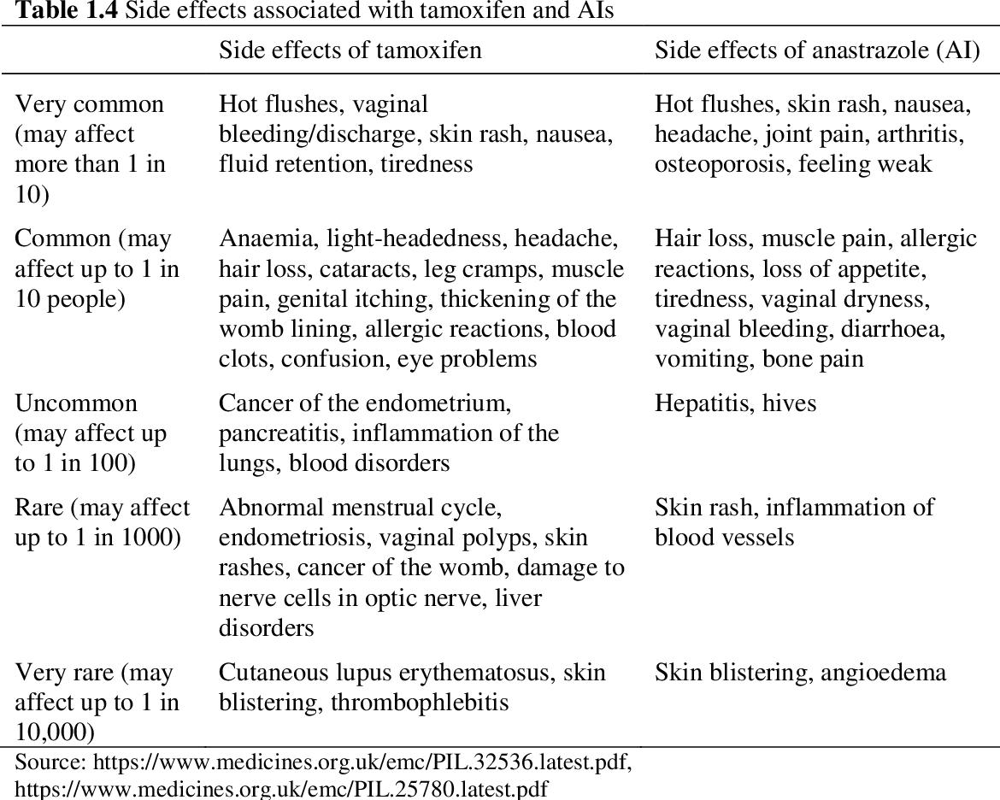 Table 1.4 Side effects associated with tamoxifen and AIs
Side effects of tamoxifen
Side effects of anastrazole (AI)
Very common
(may affect
more than 1 in
10)
Hot flushes, vaginal
bleeding/discharge, skin rash, nausea,
fluid retention, tiredness
Hot flushes, skin rash, nausea,
headache, joint pain, arthritis,
osteoporosis, feeling weak
Common (may
affect up to 1 in
10 people)
Anaemia, light-headedness, headache,
hair loss, cataracts, leg cramps, muscle
pain, genital itching, thickening of the
womb lining, allergic reactions, blood
clots, confusion, eye problems
Hair loss, muscle pain, allergic
reactions, loss of appetite,
tiredness, vaginal dryness,
vaginal bleeding, diarrhoea,
vomiting, bone pain
Uncommon
(may affect up
to 1 in 100)
Cancer of the endometrium,
pancreatitis, inflammation of the
lungs, blood disorders
Hepatitis, hives
Rare (may affect
up to 1 in 1000)
Abnormal menstrual cycle,
endometriosis, vaginal polyps, skin
rashes, cancer of the womb, damage to
nerve cells in optic nerve, liver
disorders
Skin rash, inflammation of
blood vessels
Very rare (may
affect up to 1 in
10,000)
Cutaneous lupus erythematosus, skin
blistering, thrombophlebitis
Skin blistering, angioedema
Source: https://www.medicines.org.uk/emc/PIL.32536.latest.pdf,
https://www.medicines.org.uk/emc/PIL.25780.latest.pdf